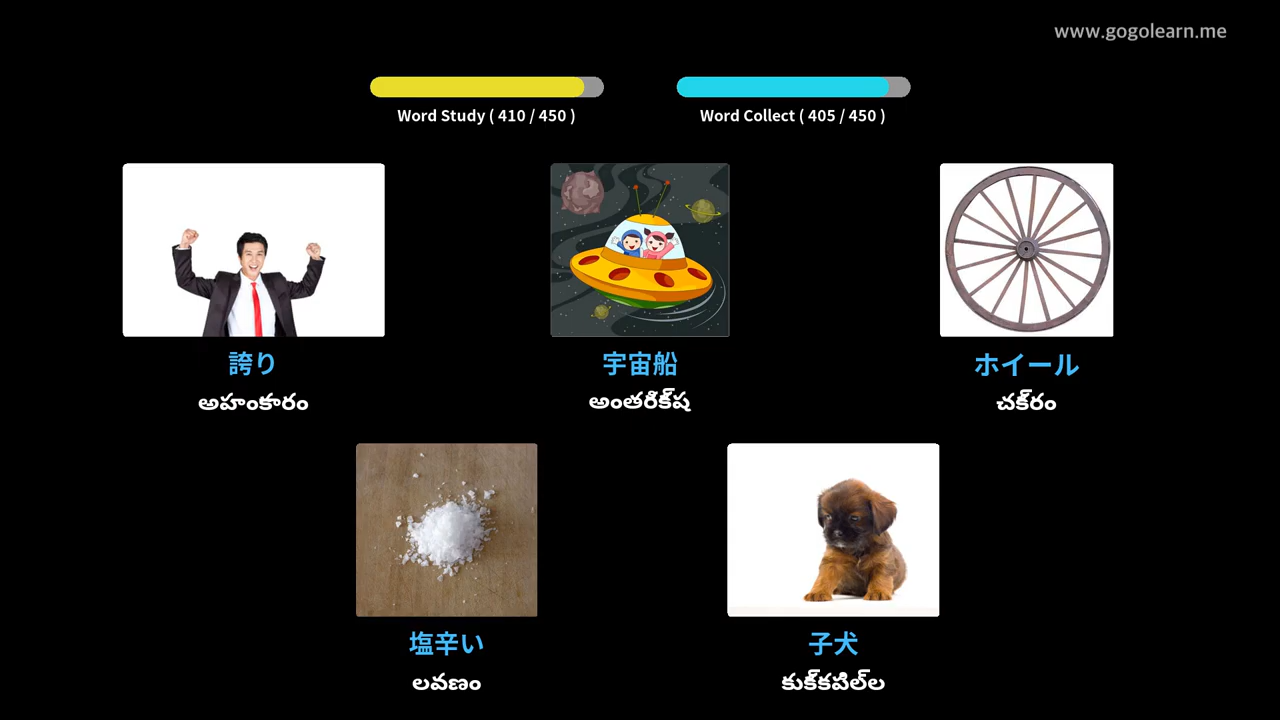 www.gogolearn.me
Word Study ( 410 / 450 )
Word Collect ( 405 / 450 )
誇り
宇宙船
ホイール
అహంకారం
అంతరిక్‌ష
చక్‌రం
塩辛い
子犬
లవణం
కుక్‌కపిల్‌ల